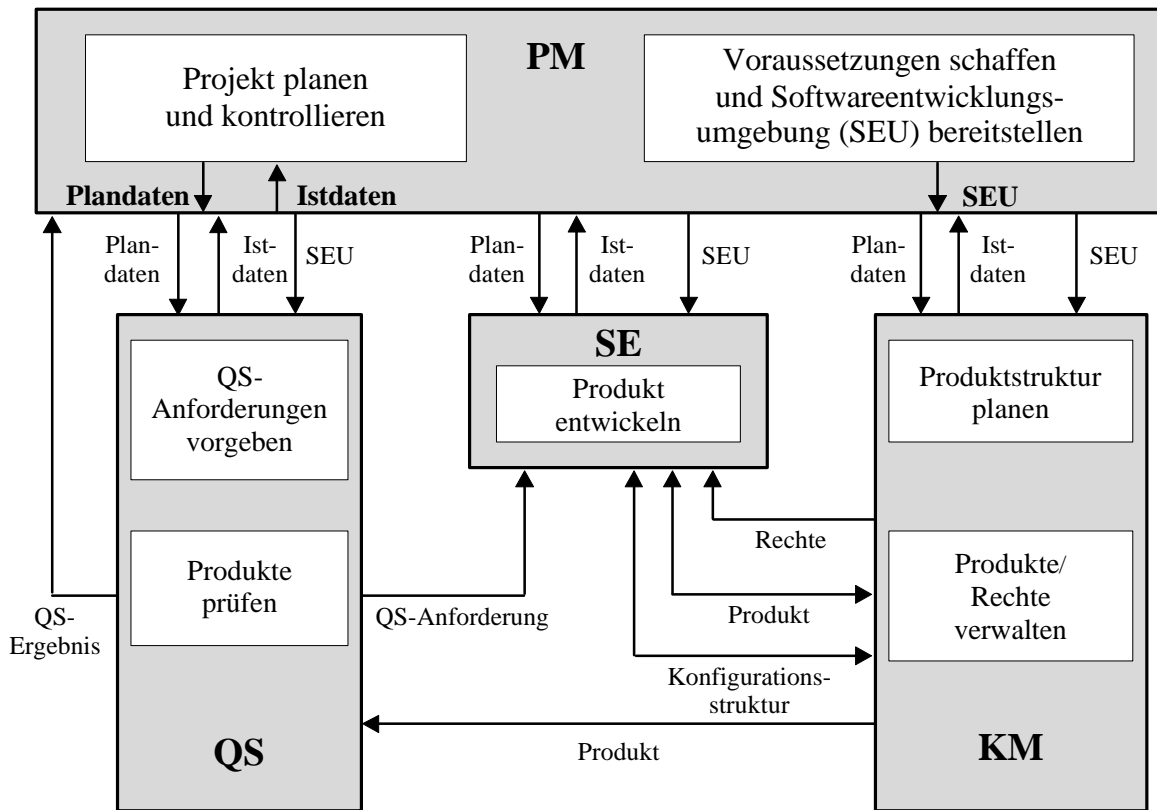 PM
Projekt planen
und kontrollieren
Voraussetzungen schaffen
und Softwareentwicklungs-
umgebung (SEU) bereitstellen
Plandaten
Istdaten
SEU
Plan-
daten
Ist-
daten
SEU
Plan-
daten
Ist-
daten
SEU
Plan-
daten
Ist-
daten
SEU
QS-
Anforderungen
vorgeben
SE
Produkt
entwickeln
Produktstruktur
planen
Produkte
prüfen
Rechte
Produkte/
Rechte
verwalten
QS-
Ergebnis
QS-Anforderung
Produkt
Konfigurations-
struktur
QS
Produkt
KM